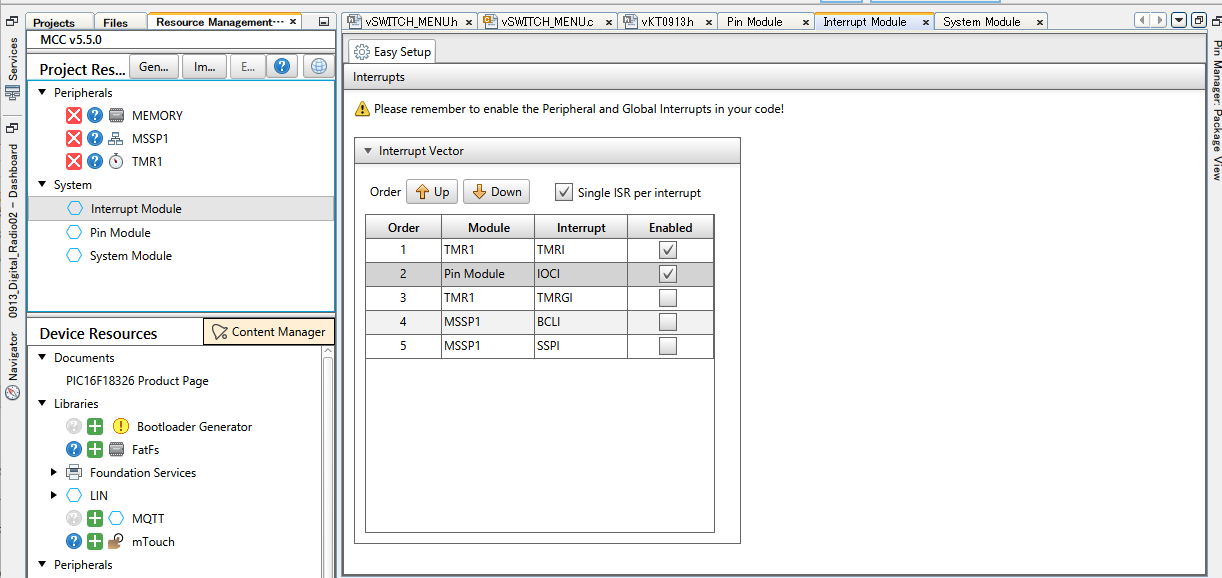 Projects
Files
Resource Management…
MCC v5.5.0
Project Res...
Gen...
Im...
E...
Peripherals
MEMORY
MSSP1
TMR1
System
Interrupt Module
Pin Module
System Module
Device Resources
Content Manager
Documents
PIC16F18326 Product Page
Libraries
Bootloader Generator
FatFs
Foundation Services
LIN
MQTT
mTouch
Peripherals
Services
0913_Digital_Radio02 - Dashboard
Navigator
vSWITCH_MENU.h
vSWITCH_MENU.c
vKT0913.h
Pin Module
Interrupt Module
System Module
Easy Setup
Interrupts
Please remember to enable the Peripheral and Global Interrupts in your code!
Interrupt Vector
Order Up Down Single ISR per interrupt
Order Module Interrupt Enabled
1 TMR1 TMRI
2 Pin Module IOCI
3 TMR1 TMRGI
4 MSSP1 BCLI
5 MSSP1 SSPI
Pin Manager: Package View